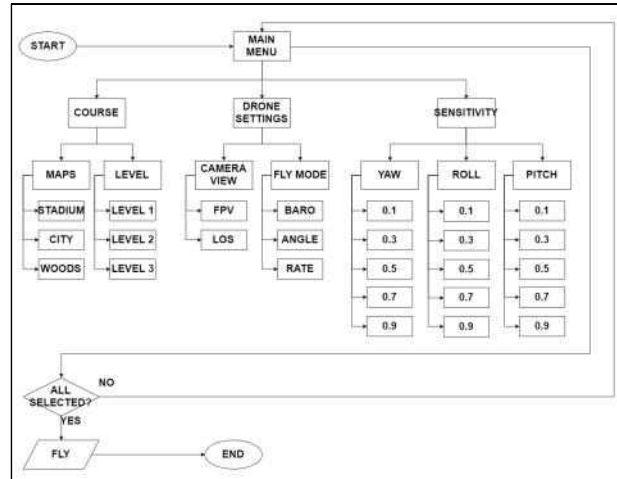 START
MAIN
MENU
COURSE
DRONE
SETTINGS
SENSITIVITY
MAPS
LEVEL
CAMERA
VIEW
FLY MODE
YAW
ROLL
PITCH
STADIUM
LEVEL 1
FPV
BARO
0.1
0.1
0.1
CITY
LEVEL 2
LOS
ANGLE
0.3
0.3
0.3
WOODS
LEVEL 3
RATE
0.5
0.5
0.5
0.7
0.7
0.7
0.9
0.9
0.9
ALL
SELECTED?
NO
YES
FLY
END